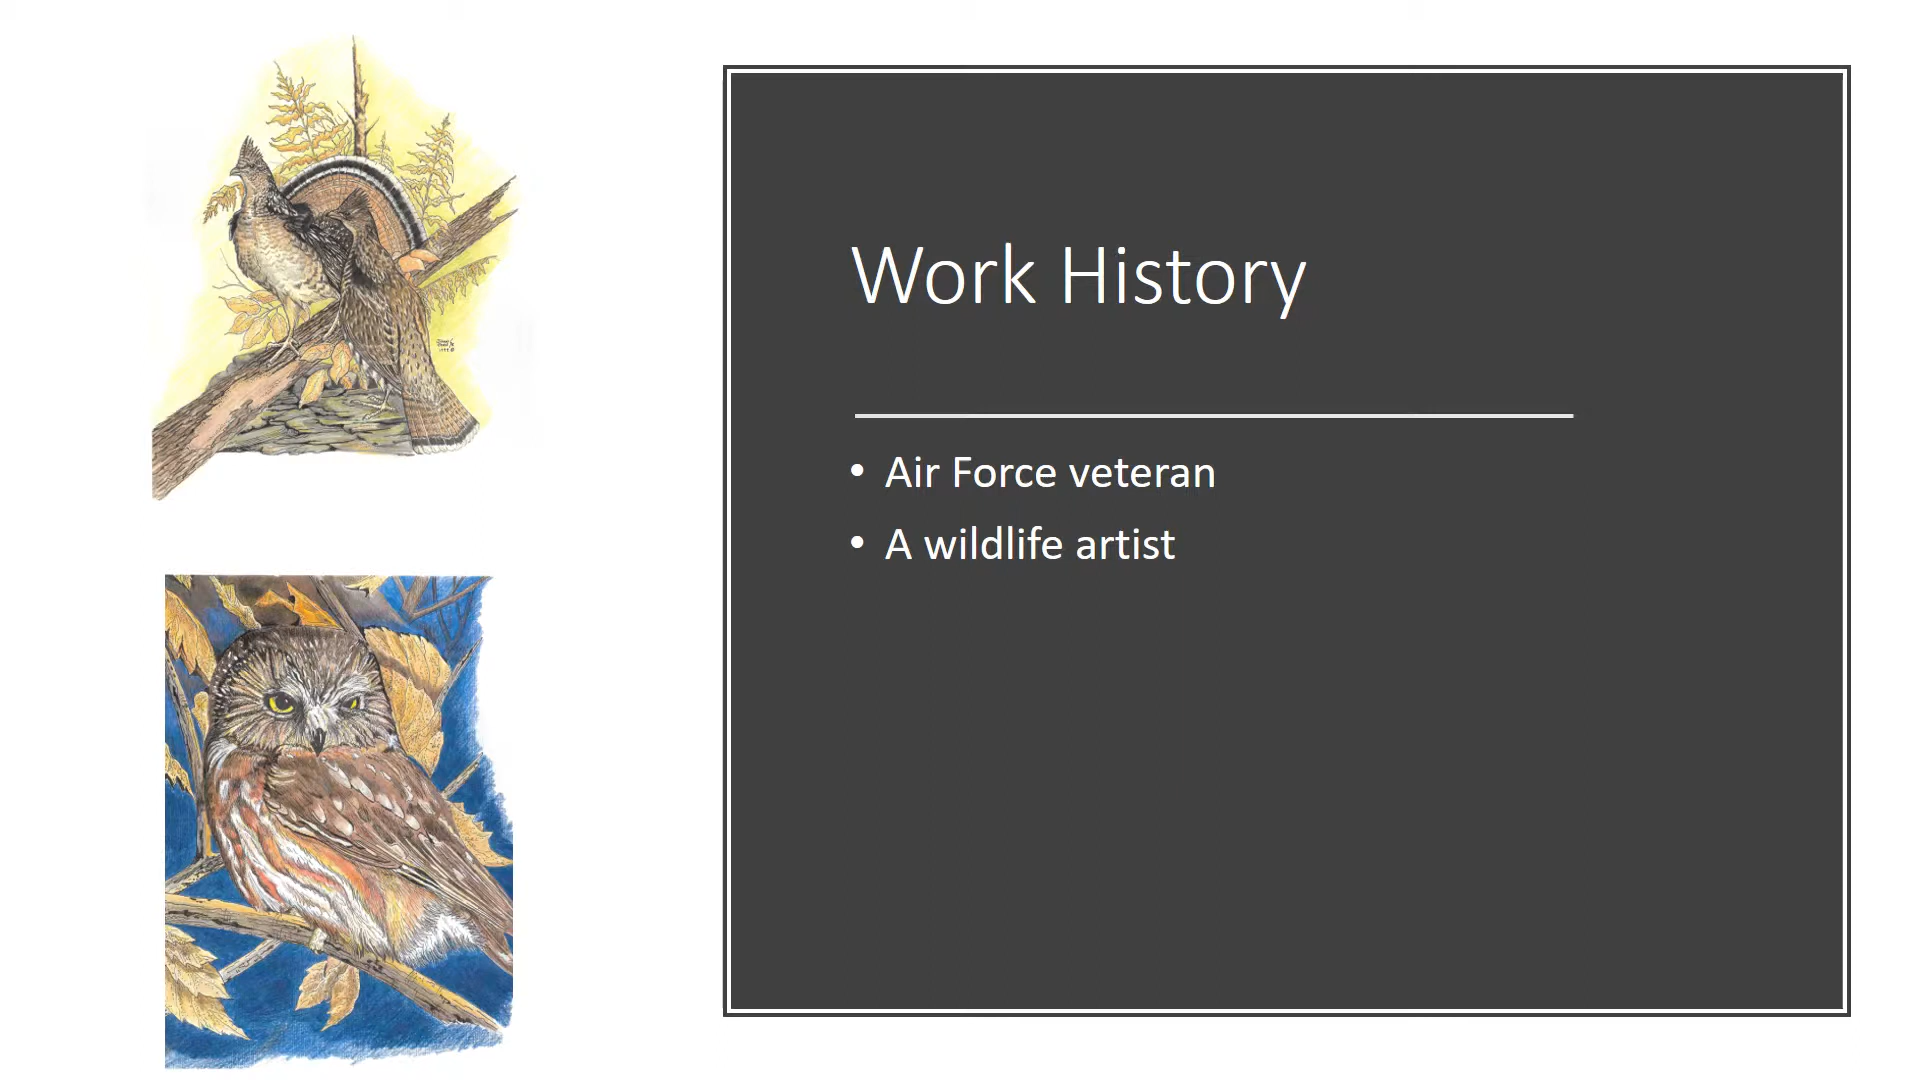 Work History
• Air Force veteran
• A wildlife artist